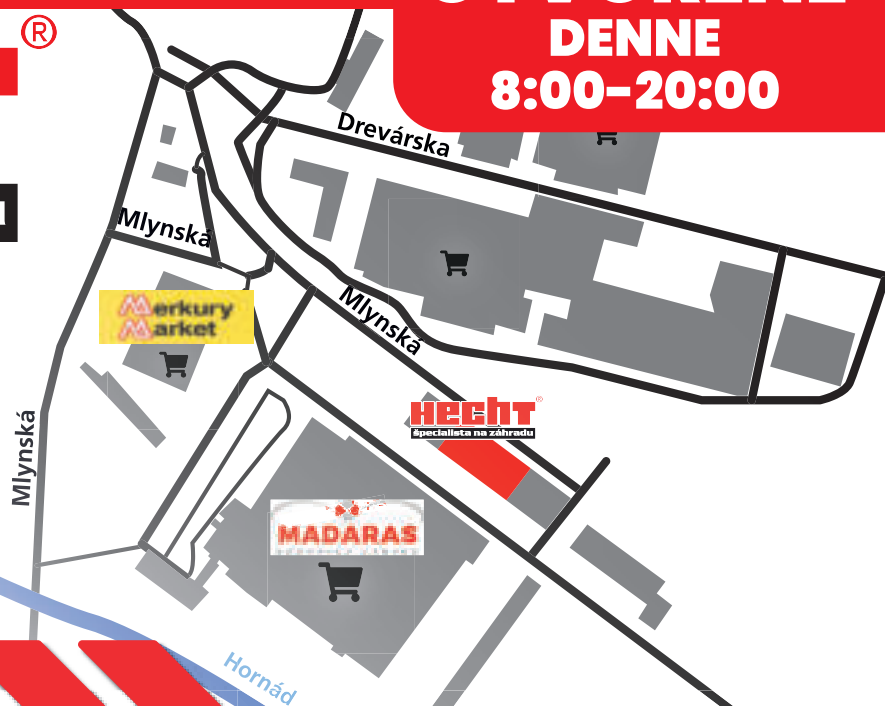 ®
DENNE
8:00-20:00
Drevárska
Mlynská
Merkury
Market
Mlynská
HECHT®
špecialista na záhradu
Mlynská
MADARAS
Hornád